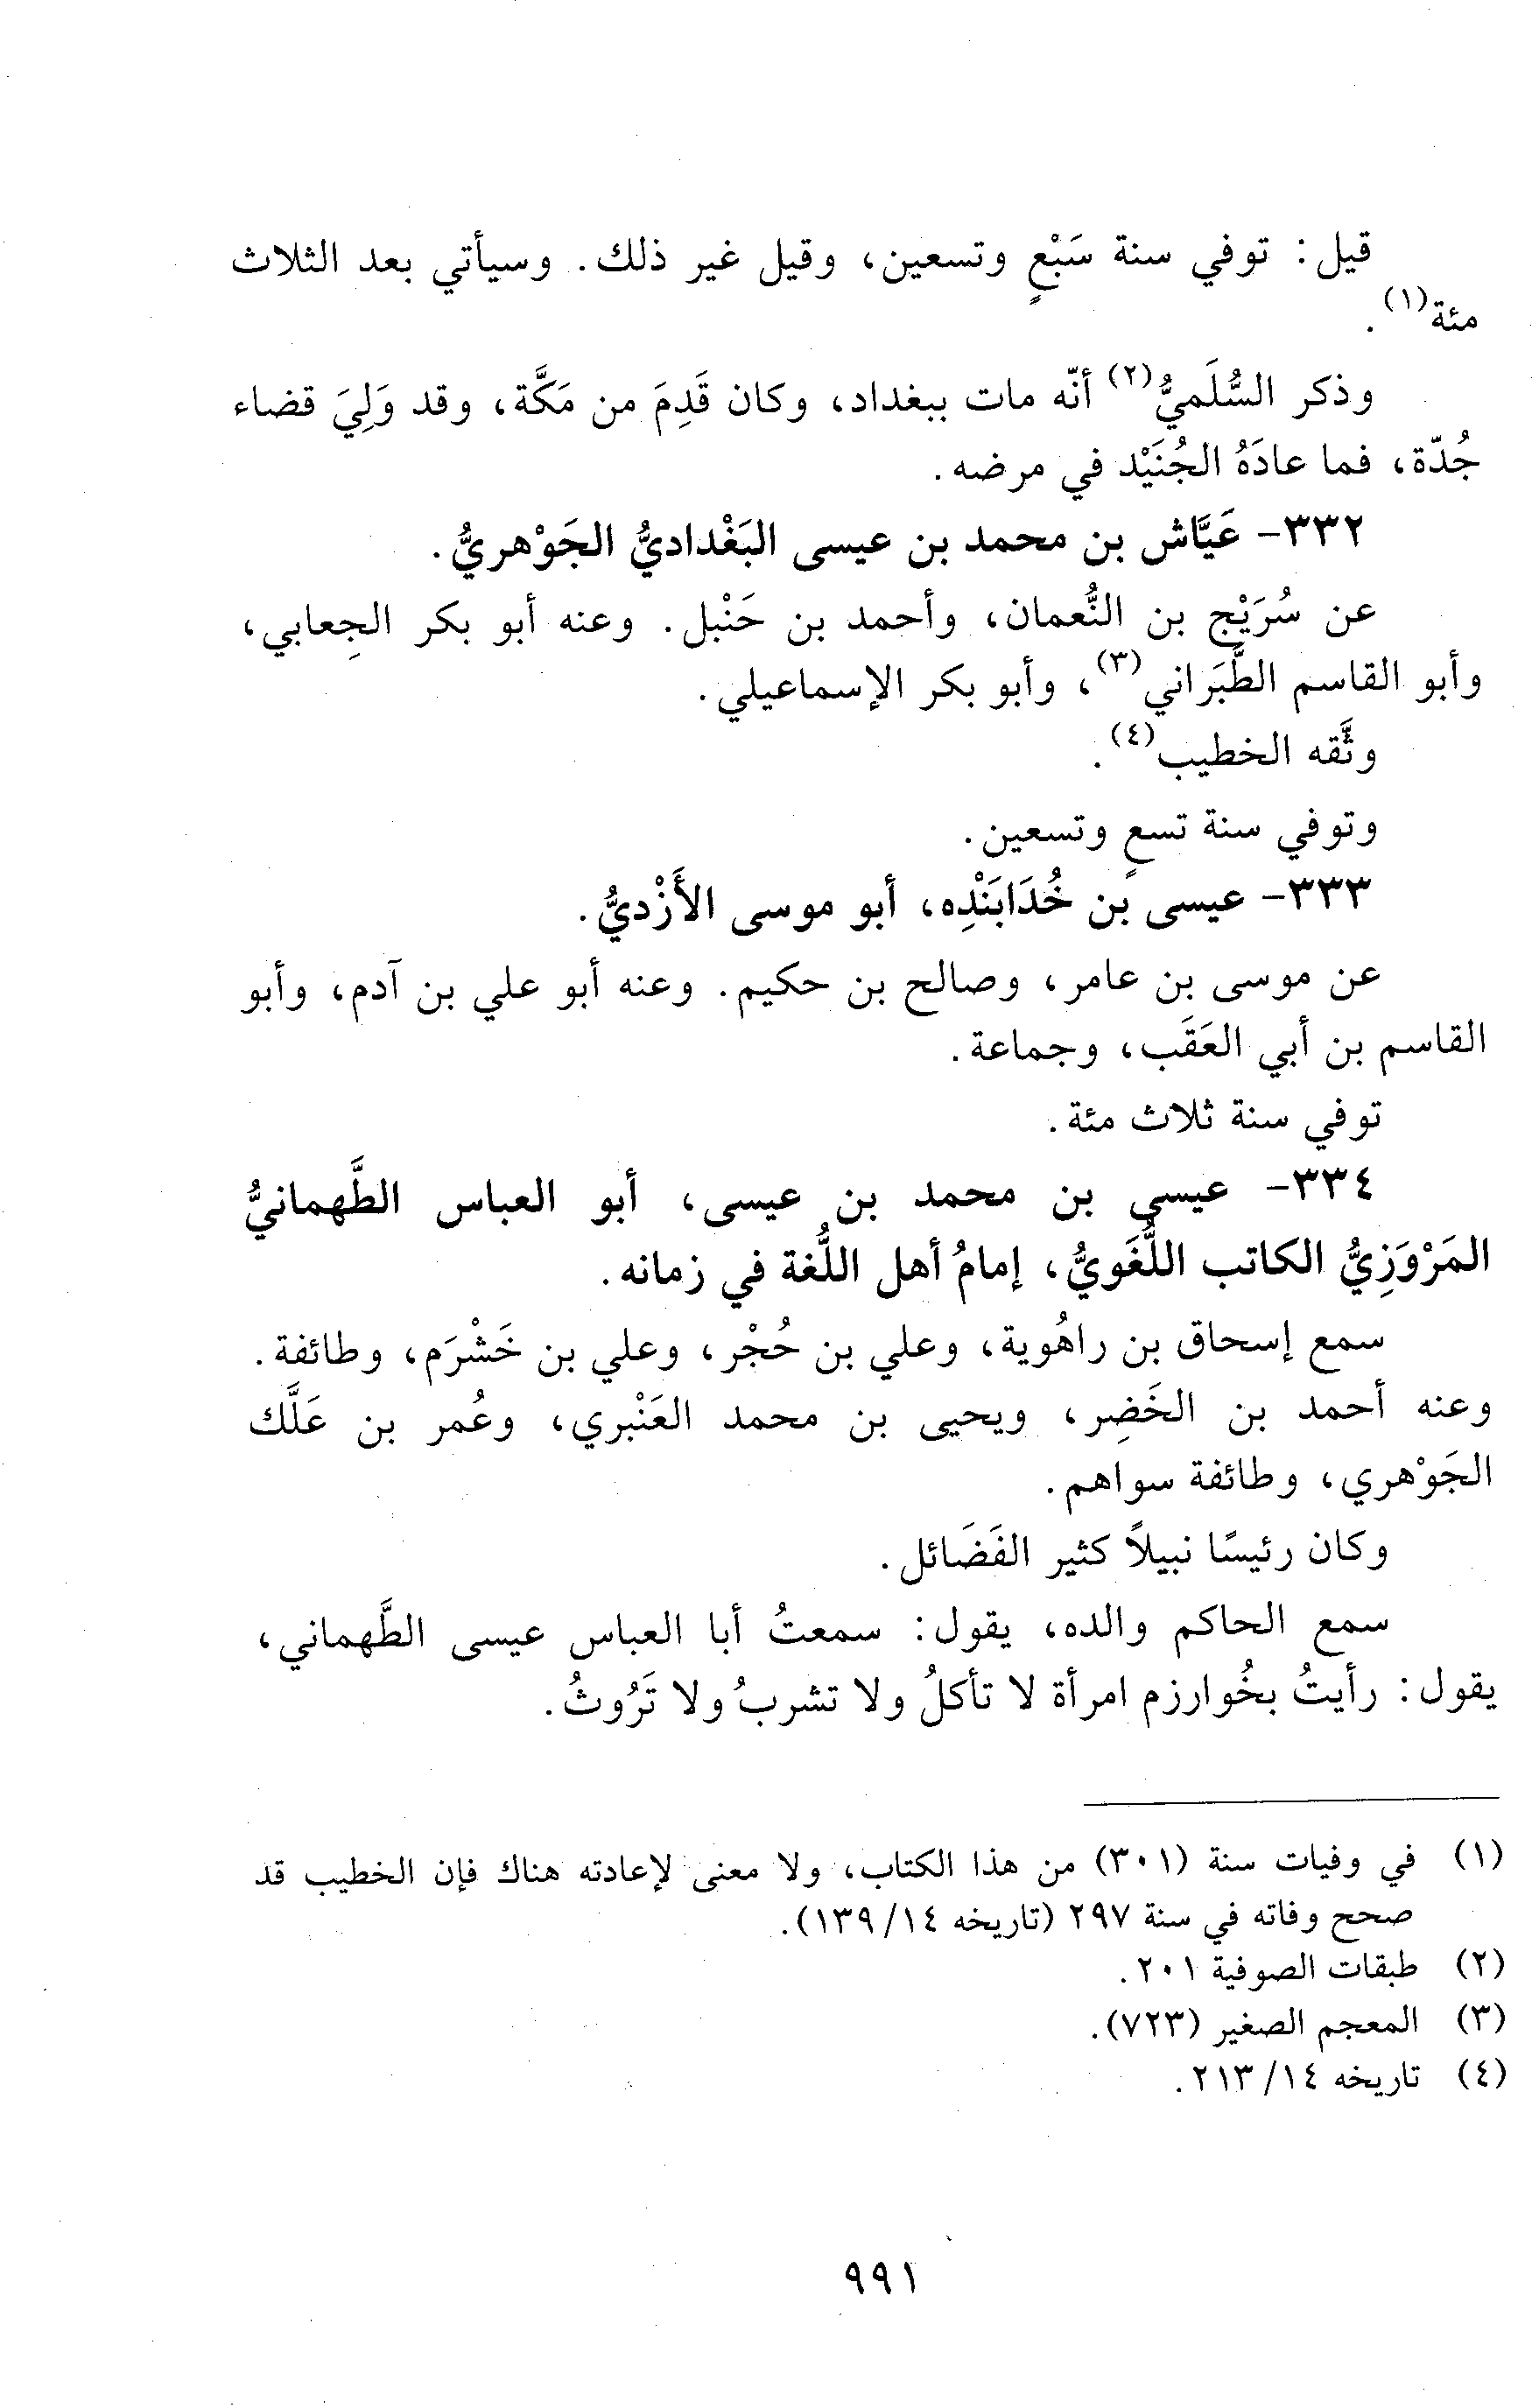 قيل: توفي سنة سَبْعٍ وتسعين، وقيل غير ذلك. وسيأتي بعد الثلاث
مئة(١).
وذكر السُّلَميُّ(٢) أنّه مات ببغداد، وكان قَدِمَ من مَكَّة، وقد وَلِيَ قضاء
جُدّة، فما عادَهُ الجُنَيْد في مرضه.
٣٣٢- عَيَّاش بن محمد بن عيسى البَغْداديُّ الجَوْهريُّ.
عن سُرَيْج بن النُّعمان، وأحمد بن حَنْبل. وعنه أبو بكر الجِعابي،
وأبو القاسم الطَّبَراني(٣)، وأبو بكر الإسماعيلي.
وثَّقه الخطيب(٤).
وتوفي سنة تسعٍ وتسعين.
٣٣٣- عيسى بن خُدَابَنْدِه، أبو موسى الأَزْديُّ.
عن موسى بن عامر، وصالح بن حكيم. وعنه أبو علي بن آدم، وأبو
القاسم بن أبي العَقَب، وجماعة.
توفي سنة ثلاث مئة.
٣٣٤- عيسى بن محمد بن عيسى، أبو العباس الطَّهمانيُّ
المَرْوَزِيُّ الكاتب اللُّغَويُّ، إمامُ أهل اللُّغة في زمانه.
سمع إسحاق بن راهُوية، وعلي بن حُجْر، وعلي بن خَشْرَم، وطائفة.
وعنه أحمد بن الخَضِر، ويحيى بن محمد العَنْبري، وعُمر بن عَلَّك
الجَوْهري، وطائفة سواهم.
وكان رئيسًا نبيلاً كثير الفَضَائل.
سمع الحاكم والده، يقول: سمعتُ أبا العباس عيسى الطَّهماني،
يقول: رأيتُ بخُوارزم امرأة لا تأكلُ ولا تشربُ ولا تَرُوثُ.
(١) في وفيات سنة (٣٠١) من هذا الكتاب، ولا معنى لإعادته هناك فإن الخطيب قد
صحح وفاته في سنة ٢٩٧ (تاريخه ١٤/ ١٣٩).
(٢) طبقات الصوفية ٢٠١.
(٣) المعجم الصغير (٧٢٣).
(٤) تاريخه ١٤/ ٢١٣.
٩٩١